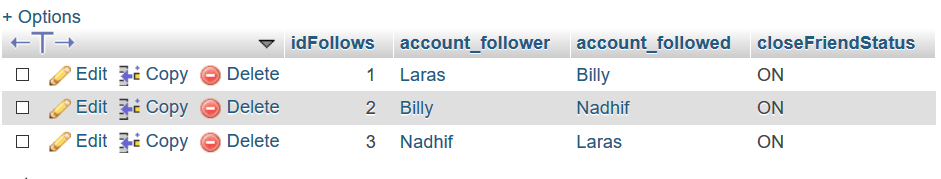 + Options
idFollows account_follower account_followed closeFriendStatus
Edit Copy Delete 1 Laras Billy ON
Edit Copy Delete 2 Billy Nadhif ON
Edit Copy Delete 3 Nadhif Laras ON